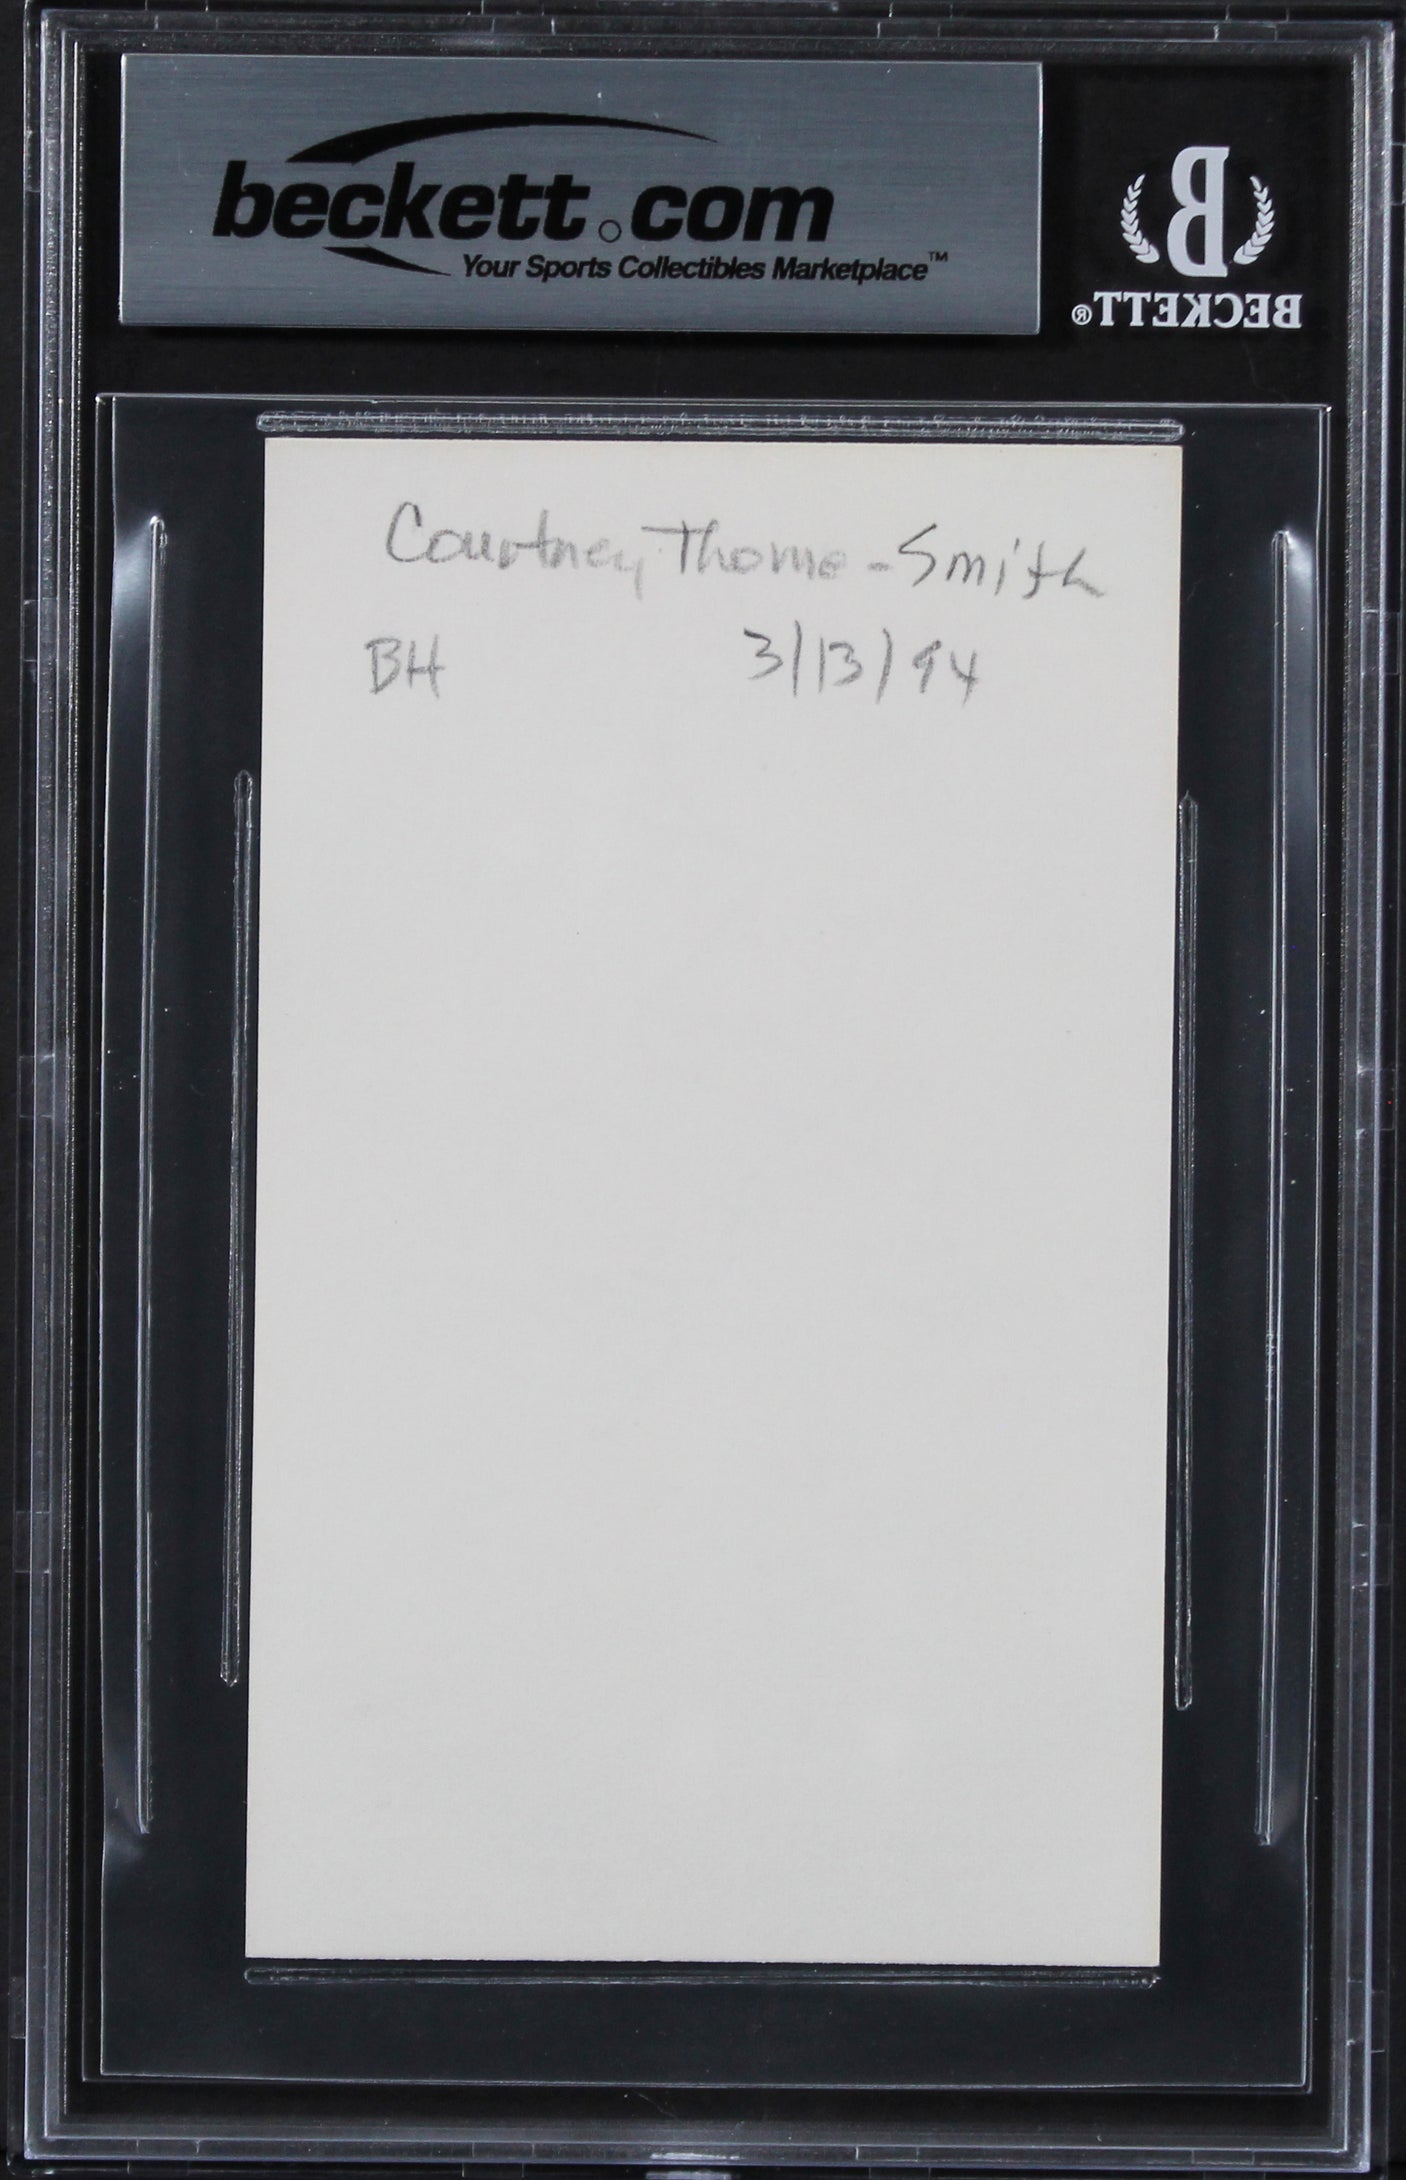 beckett.com
Your Sports Collectibles Marketplace™
B
BECKETT®
Courtney Thorne-Smith
BH 3/13/94